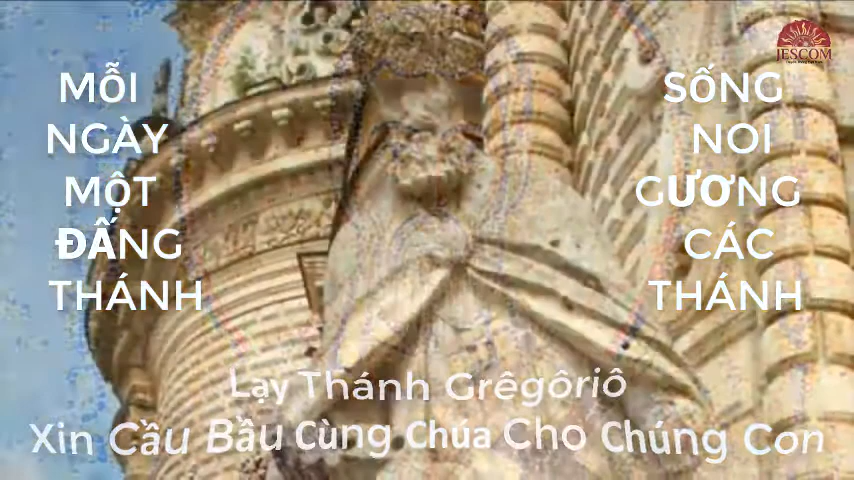 JESCOM
MỖI
NGÀY
MỘT
ĐẤNG
THÁNH
SỐNG
NOI
GƯƠNG
CÁC
THÁNH
Lạy Thánh Grêgôriô
Xin Cầu Bầu Cùng Chúa Cho Chúng Con